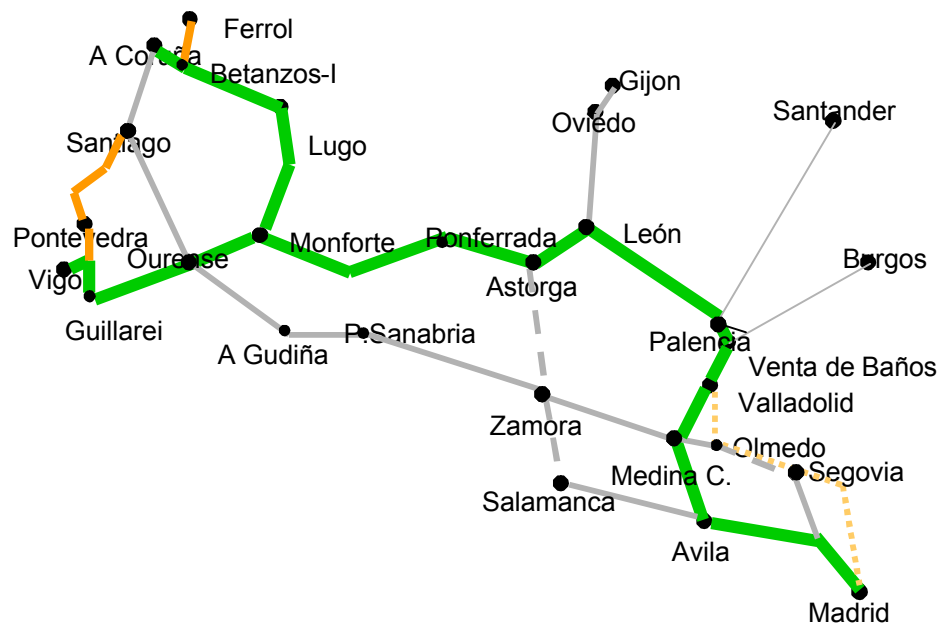 Ferrol
A Coruña
Betanzos-I
Gijon
Santander
Oviedo
Santiago
Lugo
Pontevedra
Ourense
Monforte
Ponferrada
León
Burgos
Vigo
Astorga
Guillarei
A Gudiña
P.Sanabria
Palencia
Venta de Baños
Valladolid
Zamora
Olmedo
Medina C.
Segovia
Salamanca
Avila
Madrid